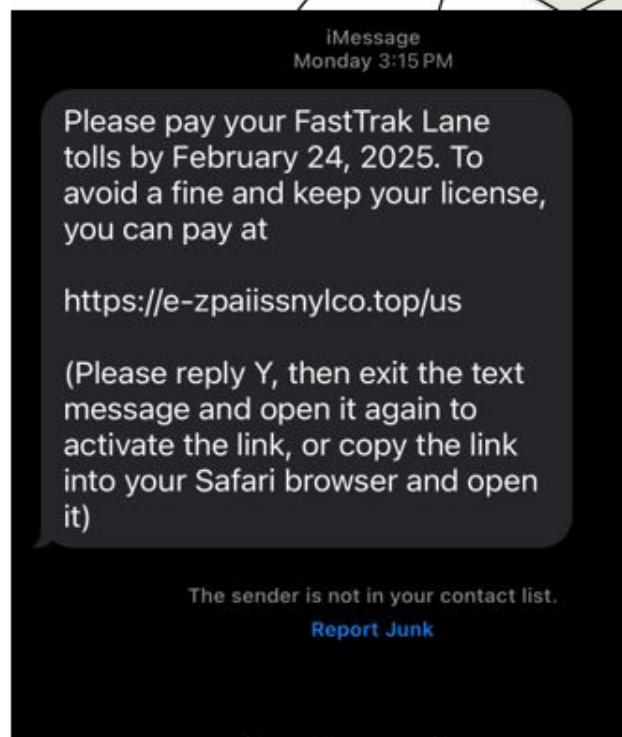 iMessage
Monday 3:15 PM
Please pay your FastTrak Lane
tolls by February 24, 2025. To
avoid a fine and keep your license,
you can pay at
https://e-zpaiissnylco.top/us
(Please reply Y, then exit the text
message and open it again to
activate the link, or copy the link
into your Safari browser and open
it)
The sender is not in your contact list.
Report Junk